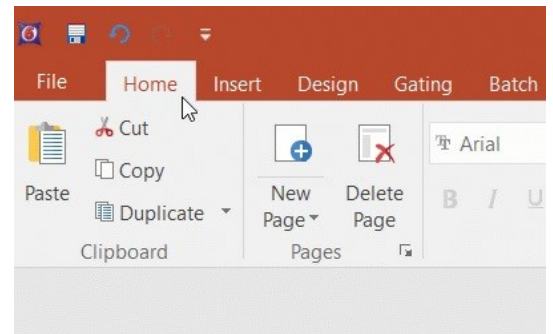 File Home Insert Design Gating Batch
Cut
Copy
Duplicate
Paste
Clipboard
New Page
Delete Page
Pages
Arial
B I U